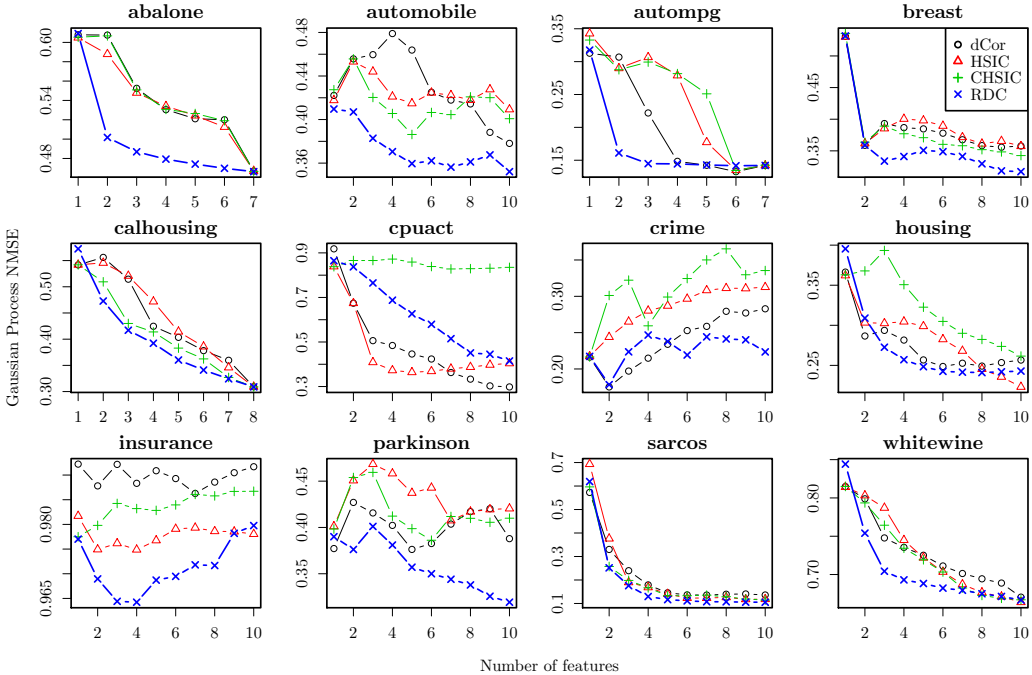 abalone automobile autompg breast
0.60 0.54 0.48
1 2 3 4 5 6 7
0.48 0.44 0.40 0.36
2 4 6 8 10
0.35 0.25 0.15
1 2 3 4 5 6 7
0.45 0.35
2 4 6 8 10
dCor
HSIC
CHSIC
RDC
Gaussian Process NMSE
calhousing cpuact crime housing
0.50 0.40 0.30
1 2 3 4 5 6 7 8
0.9 0.7 0.5 0.3
2 4 6 8 10
0.30 0.20
2 4 6 8 10
0.35 0.25
2 4 6 8 10
insurance parkinson sarcos whitewine
0.980 0.965
2 4 6 8 10
0.45 0.40 0.35
2 4 6 8 10
0.7 0.5 0.3 0.1
2 4 6 8 10
0.80 0.70
2 4 6 8 10
Number of features